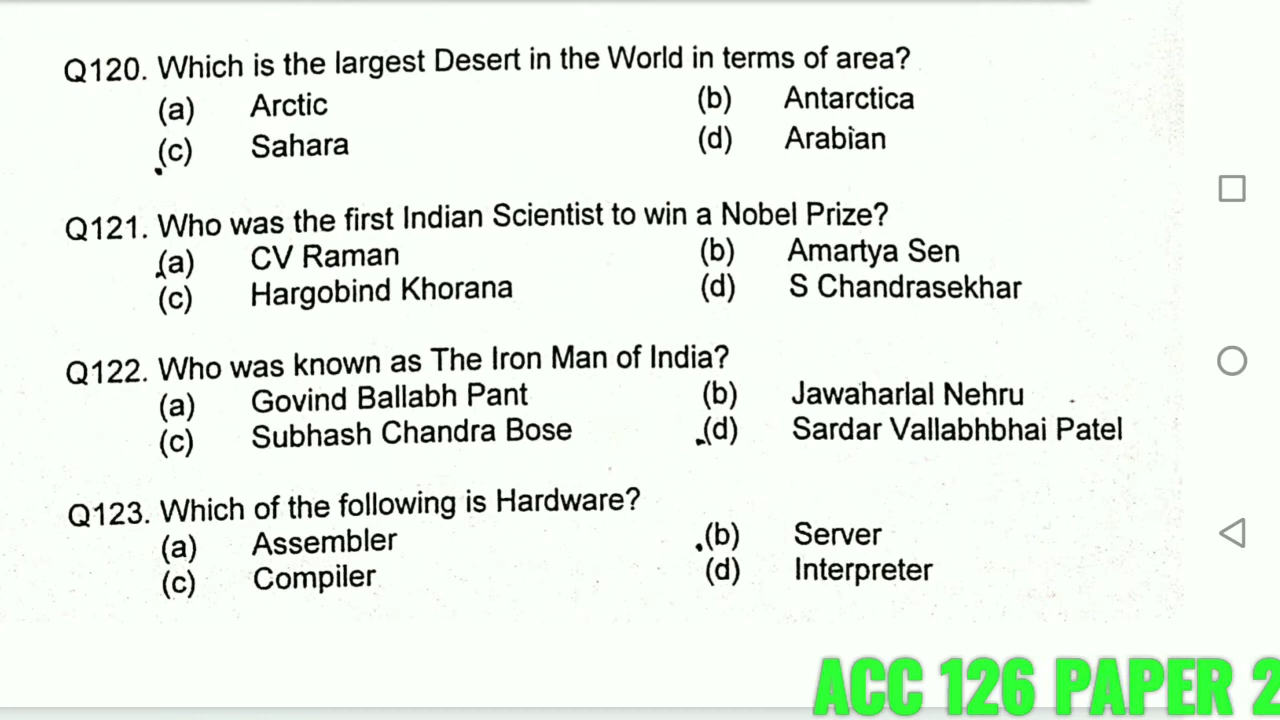 Q120. Which is the largest Desert in the World in terms of area?
(a) Arctic (b) Antarctica
(c) Sahara (d) Arabian
Q121. Who was the first Indian Scientist to win a Nobel Prize?
(a) CV Raman (b) Amartya Sen
(c) Hargobind Khorana (d) S Chandrasekhar
Q122. Who was known as The Iron Man of India?
(a) Govind Ballabh Pant (b) Jawaharlal Nehru
(c) Subhash Chandra Bose (d) Sardar Vallabhbhai Patel
Q123. Which of the following is Hardware?
(a) Assembler (b) Server
(c) Compiler (d) Interpreter
ACC 126 PAPER 2